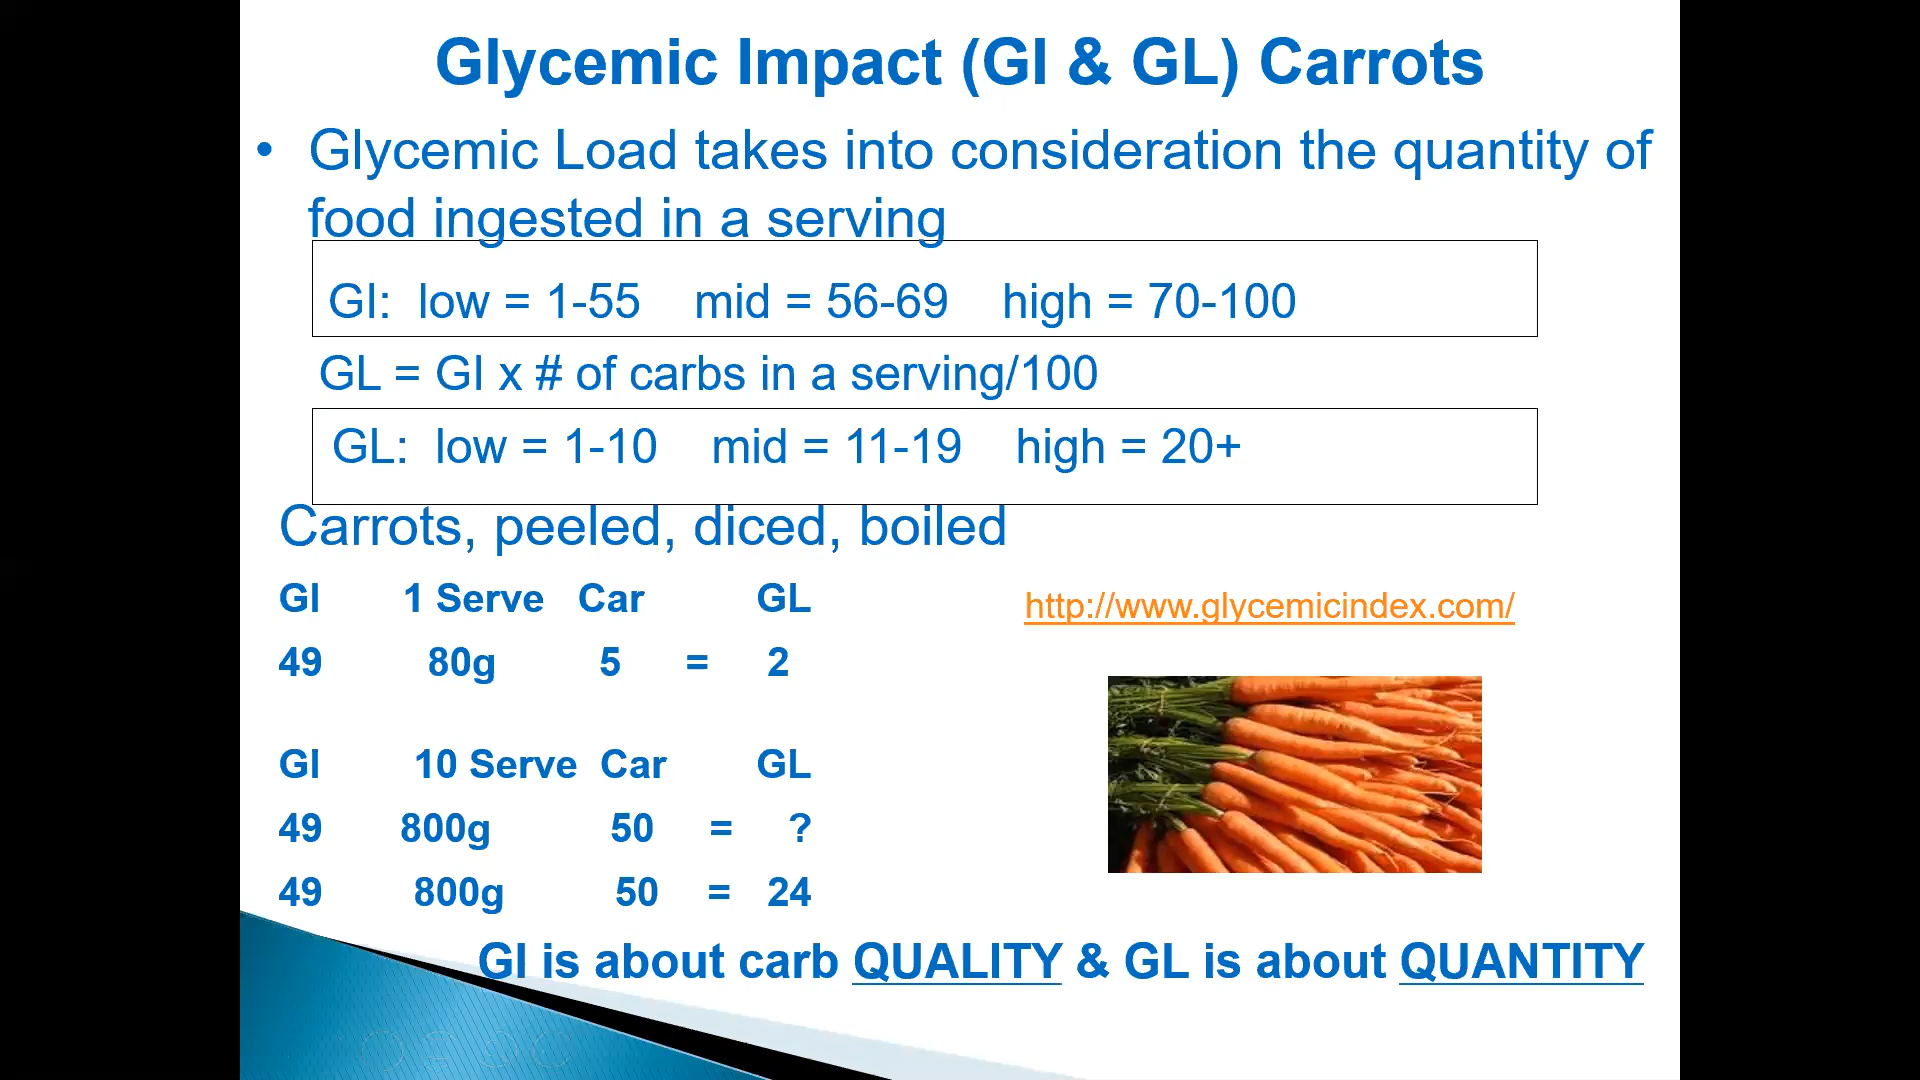 Glycemic Impact (GI & GL) Carrots
• Glycemic Load takes into consideration the quantity of
food ingested in a serving
GI: low = 1-55 mid = 56-69 high = 70-100
GL = GI x # of carbs in a serving/100
GL: low = 1-10 mid = 11-19 high = 20+
Carrots, peeled, diced, boiled
GI 1 Serve Car GL
http://www.glycemicindex.com/
49 80g 5 = 2
GI 10 Serve Car GL
49 800g 50 = ?
49 800g 50 = 24
GI is about carb QUALITY & GL is about QUANTITY